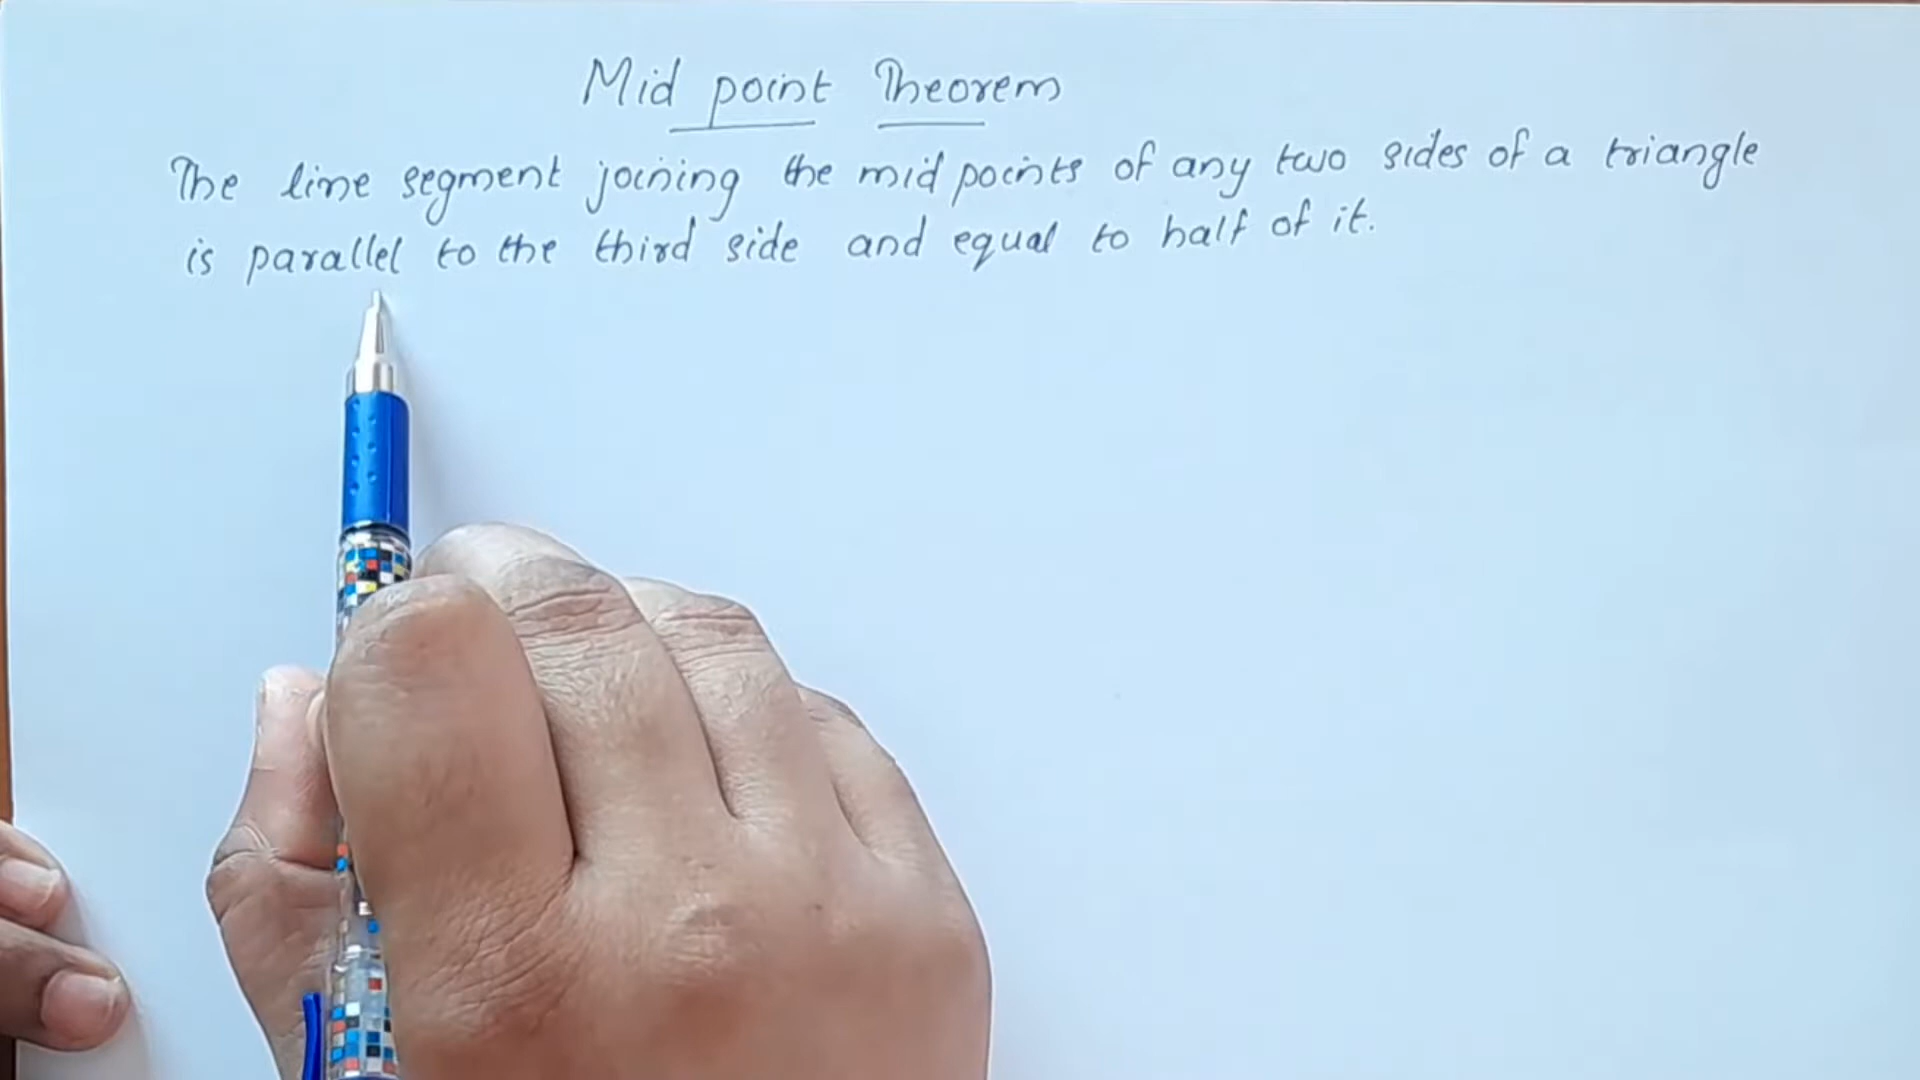 Mid point Theorem
The line segment joining the mid points of any two sides of a triangle
is parallel to the third side and equal to half of it.